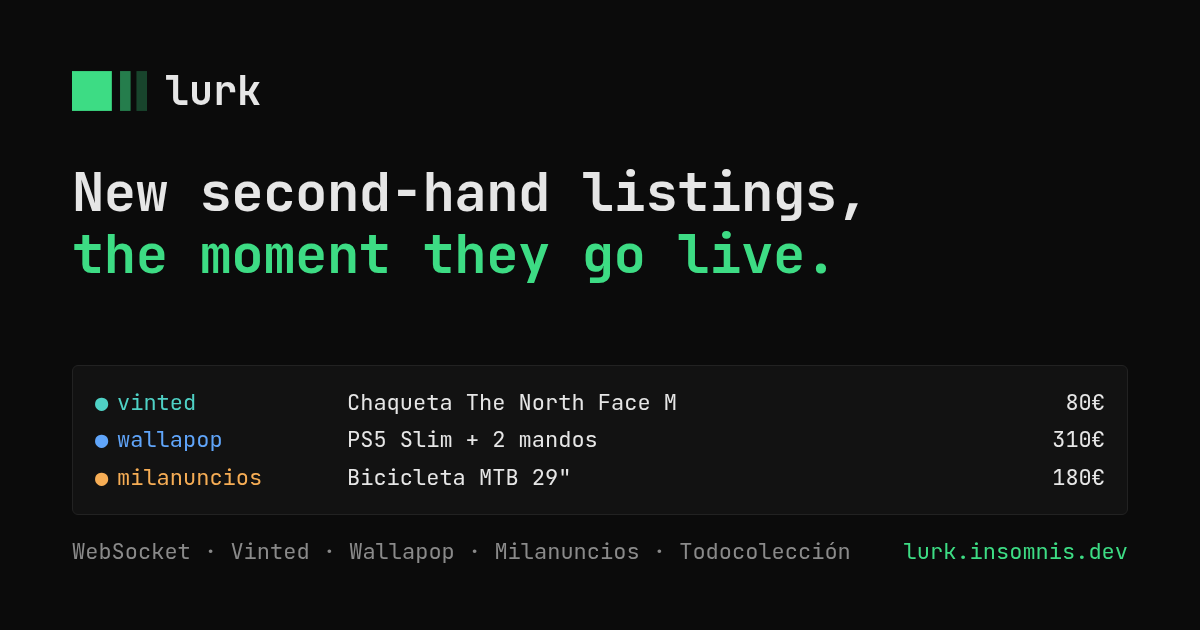 lurk
New second-hand listings,
the moment they go live.
vinted Chaqueta The North Face M 80€
wallapop PS5 Slim + 2 mandos 310€
milanuncios Bicicleta MTB 29" 180€
WebSocket · Vinted · Wallapop · Milanuncios · Todocolección lurk.insomnis.dev